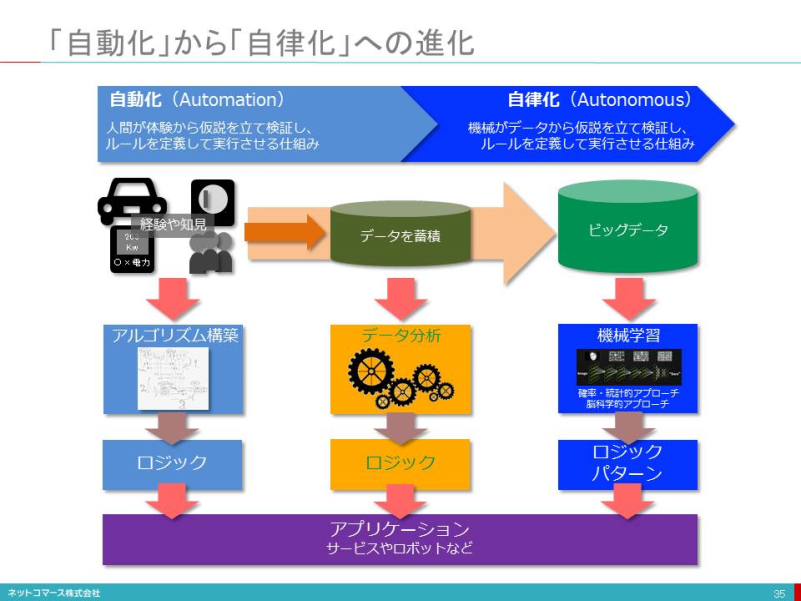 「自動化」から「自律化」への進化
自動化（Automation）
人間が体験から仮説を立て検証し、
ルールを定義して実行させる仕組み
自律化（Autonomous）
機械がデータから仮説を立て検証し、
ルールを定義して実行させる仕組み
経験や知見
Kw
○×電力
データを蓄積
ビッグデータ
アルゴリズム構築
データ分析
機械学習
確率・統計的アプローチ
脳科学的アプローチ
ロジック
ロジック
ロジック
パターン
アプリケーション
サービスやロボットなど
ネットコマース株式会社
35